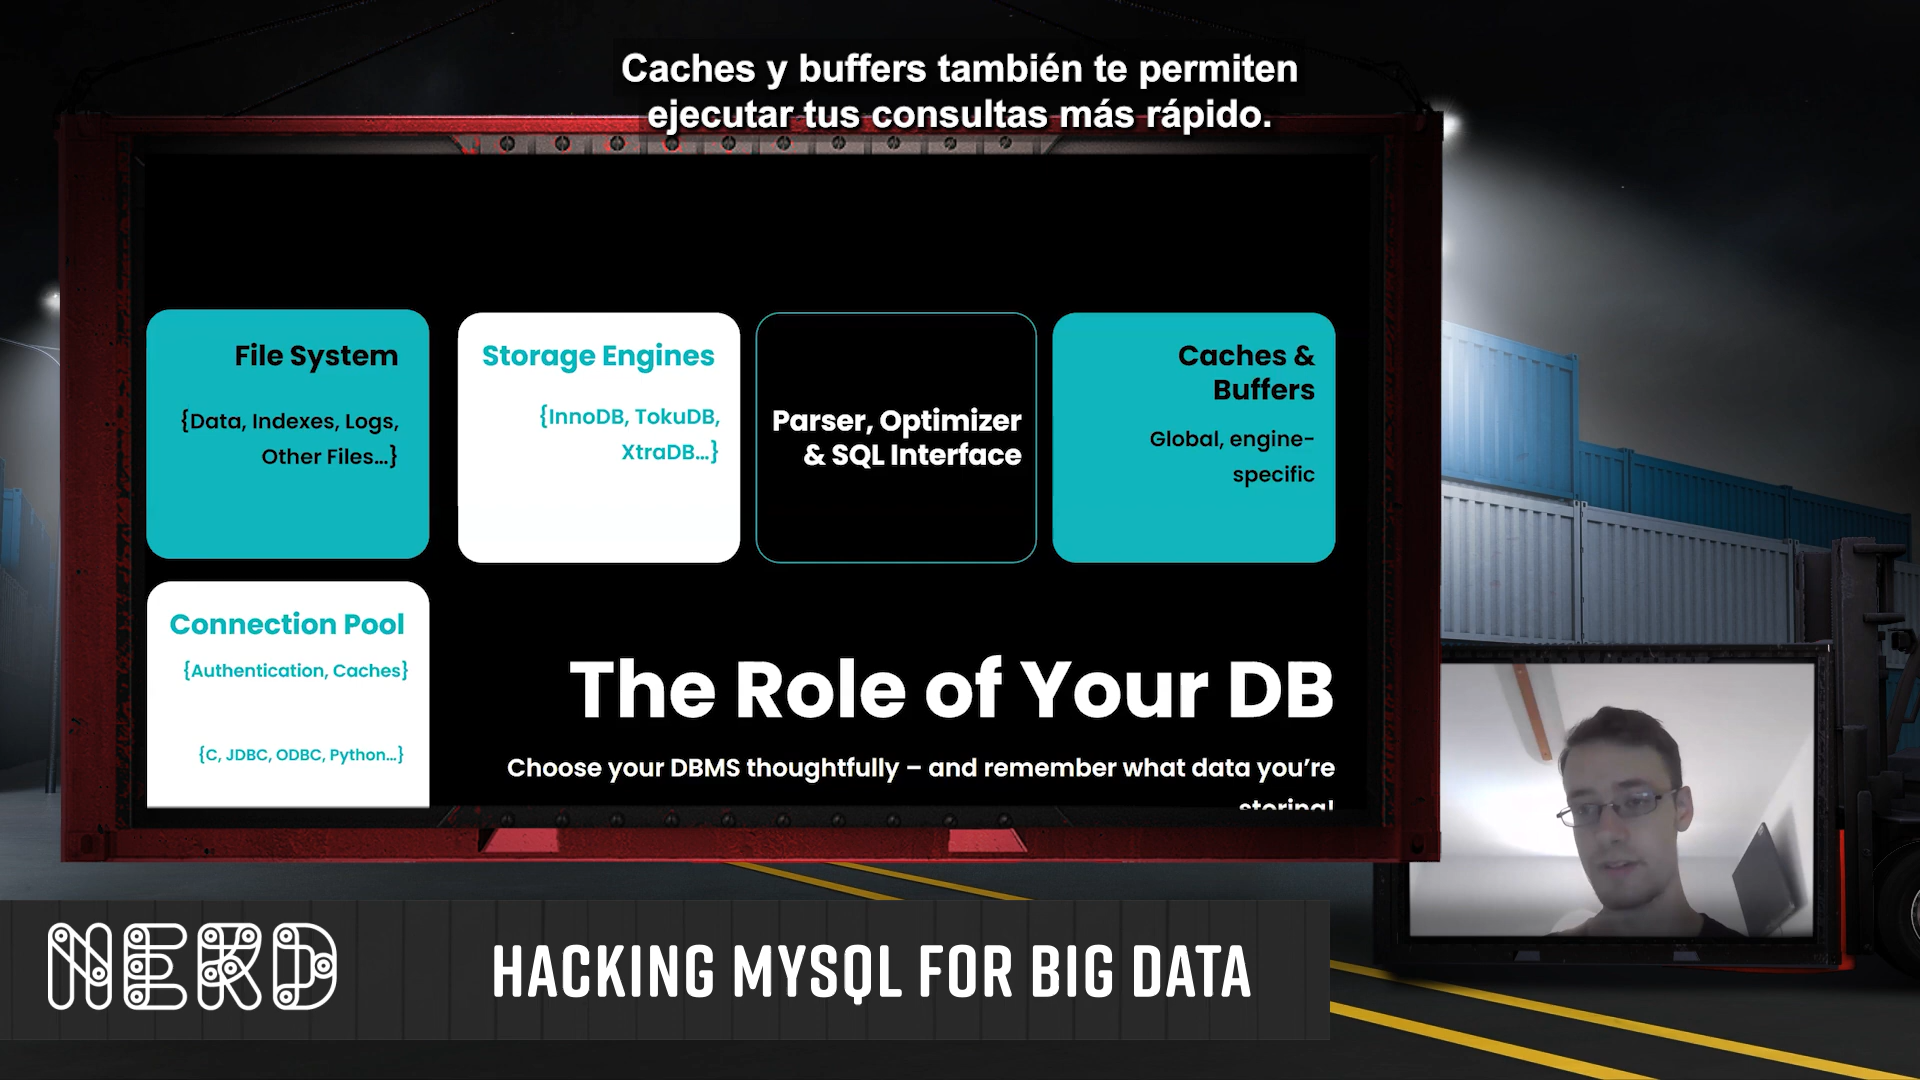 Caches y buffers también te permiten
ejecutar tus consultas más rápido.
File System
{Data, Indexes, Logs,
Other Files...}
Storage Engines
{InnoDB, TokuDB,
XtraDB...}
Parser, Optimizer
& SQL Interface
Caches &
Buffers
Global, engine-
specific
Connection Pool
{Authentication, Caches}
{C, JDBC, ODBC, Python...}
The Role of Your DB
Choose your DBMS thoughtfully – and remember what data you're
storing!
NERD
HACKING MYSQL FOR BIG DATA